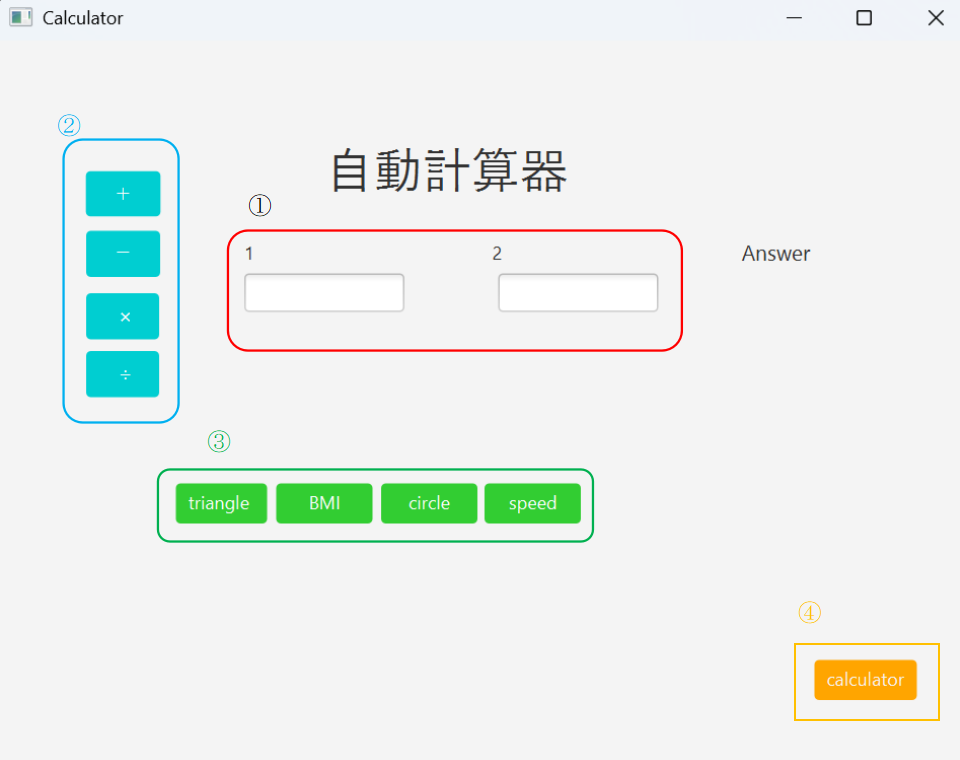 Calculator
②
自動計算器
①
1 2 Answer
+
−
×
÷
③
triangle BMI circle speed
④
calculator